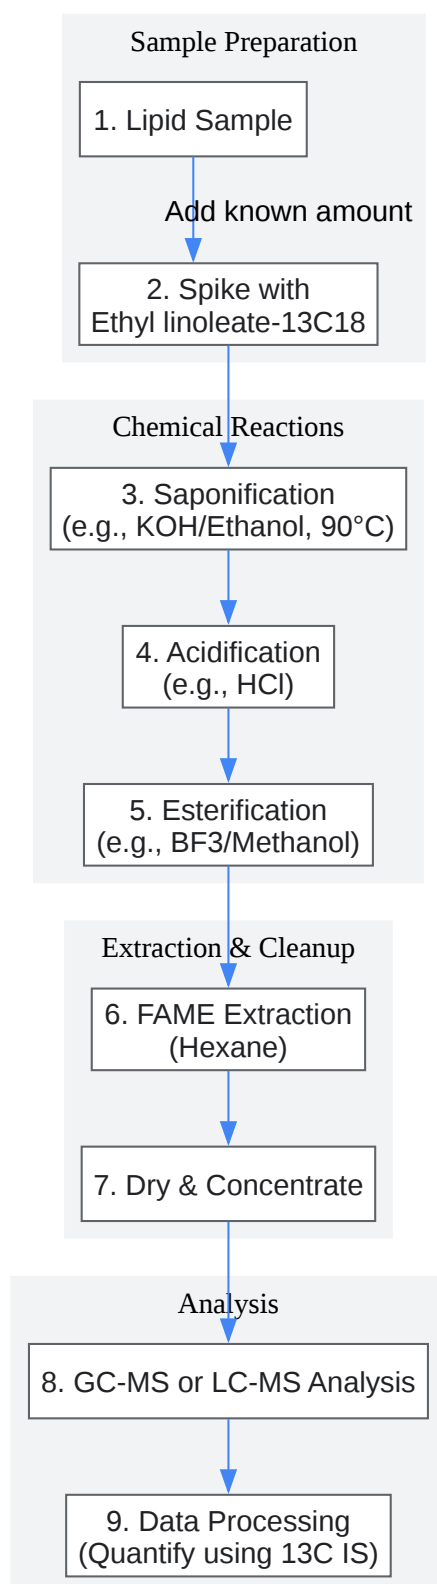 Sample Preparation
1. Lipid Sample
Add known amount
2. Spike with
Ethyl linoleate-13C18
Chemical Reactions
3. Saponification
(e.g., KOH/Ethanol, 90°C)
4. Acidification
(e.g., HCl)
5. Esterification
(e.g., BF3/Methanol)
Extraction & Cleanup
6. FAME Extraction
(Hexane)
7. Dry & Concentrate
Analysis
8. GC-MS or LC-MS Analysis
9. Data Processing
(Quantify using 13C IS)